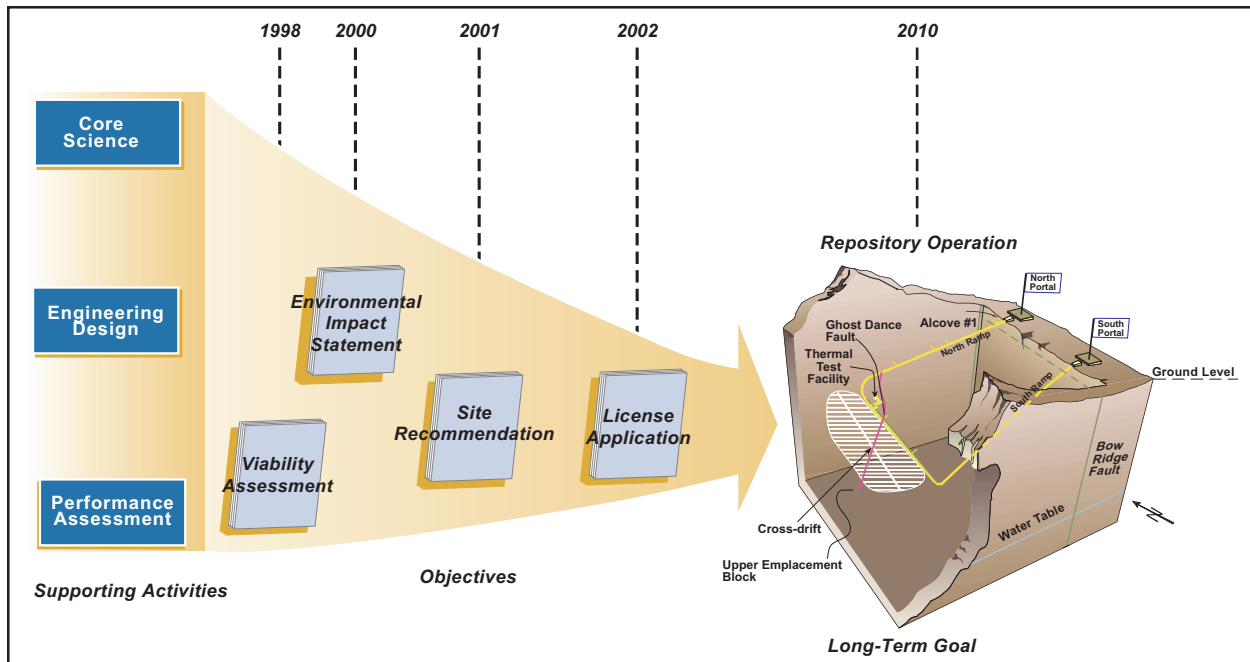 1998
2000
2001
2002
2010
Core
Science
Engineering
Design
Performance
Assessment
Supporting Activities
Environmental
Impact
Statement
Viability
Assessment
Site
Recommendation
License
Application
Objectives
Repository Operation
North
Portal
South
Portal
Alcove #1
Ghost Dance
Fault
North Ramp
Thermal
Test
Facility
South Ramp
Ground Level
Bow
Ridge
Fault
Water Table
N
Cross-drift
Upper Emplacement
Block
Long-Term Goal